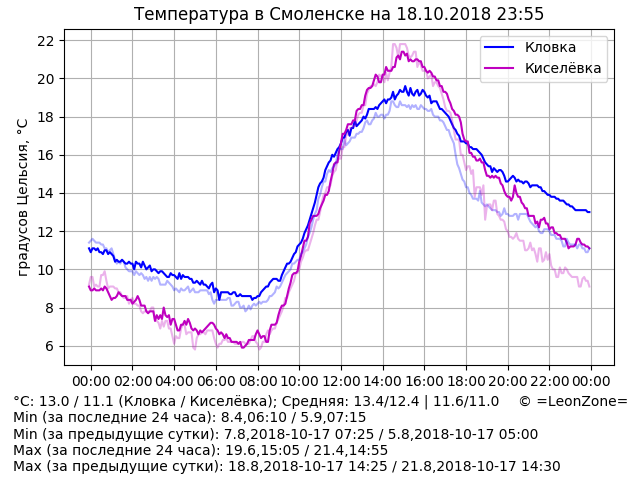 Температура в Смоленске на 18.10.2018 23:55
градусов Цельсия, °C
22
20
18
16
14
12
10
8
6
Кловка
Киселёвка
00:00 02:00 04:00 06:00 08:00 10:00 12:00 14:00 16:00 18:00 20:00 22:00 00:00
°C: 13.0 / 11.1 (Кловка / Киселёвка); Средняя: 13.4/12.4 | 11.6/11.0 © =LeonZone=
Min (за последние 24 часа): 8.4,06:10 / 5.9,07:15
Min (за предыдущие сутки): 7.8,2018-10-17 07:25 / 5.8,2018-10-17 05:00
Max (за последние 24 часа): 19.6,15:05 / 21.4,14:55
Max (за предыдущие сутки): 18.8,2018-10-17 14:25 / 21.8,2018-10-17 14:30